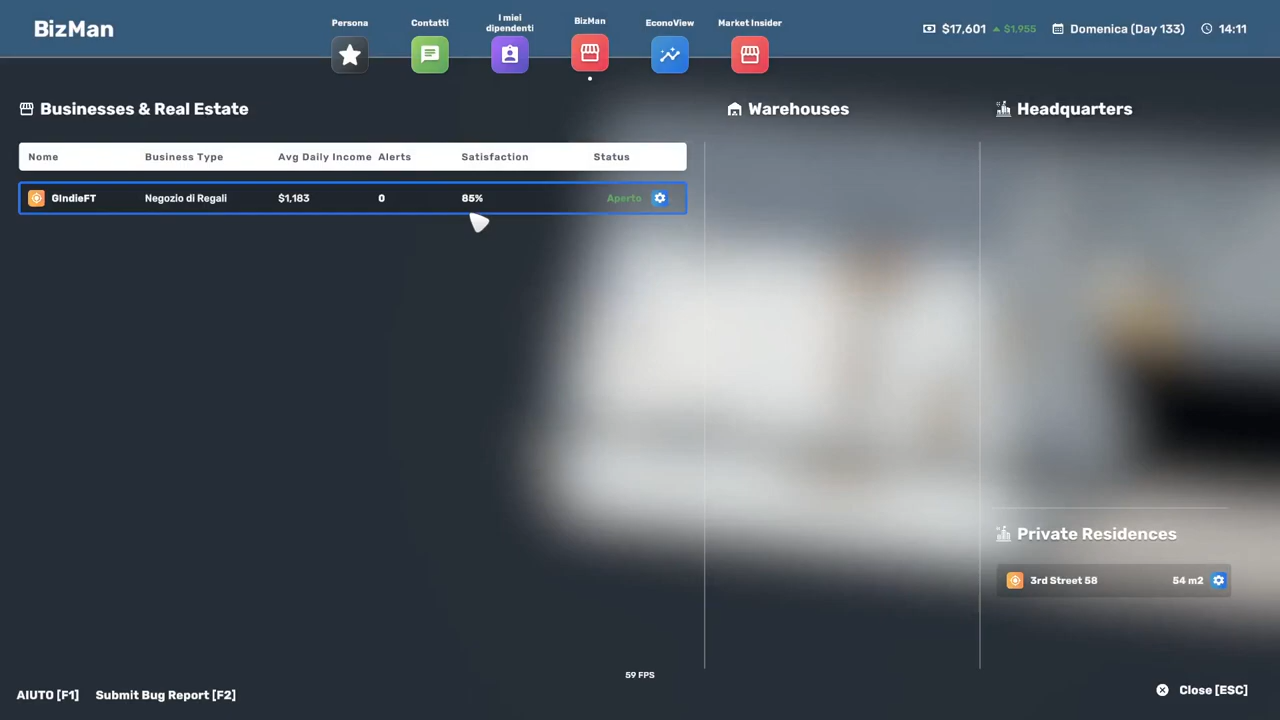 BizMan
Persona
Contatti
I miei
dipendenti
BizMan
EconoView
Market Insider
$17,601 ▲ $1.955
Domenica (Day 133)
14:11
Businesses & Real Estate
Nome Business Type Avg Daily Income Alerts Satisfaction Status
GIndieFT Negozio di Regali $1,183 0 85% Aperto
Warehouses
Headquarters
Private Residences
3rd Street 58 54 m2
59 FPS
AIUTO [F1] Submit Bug Report [F2]
Close [ESC]